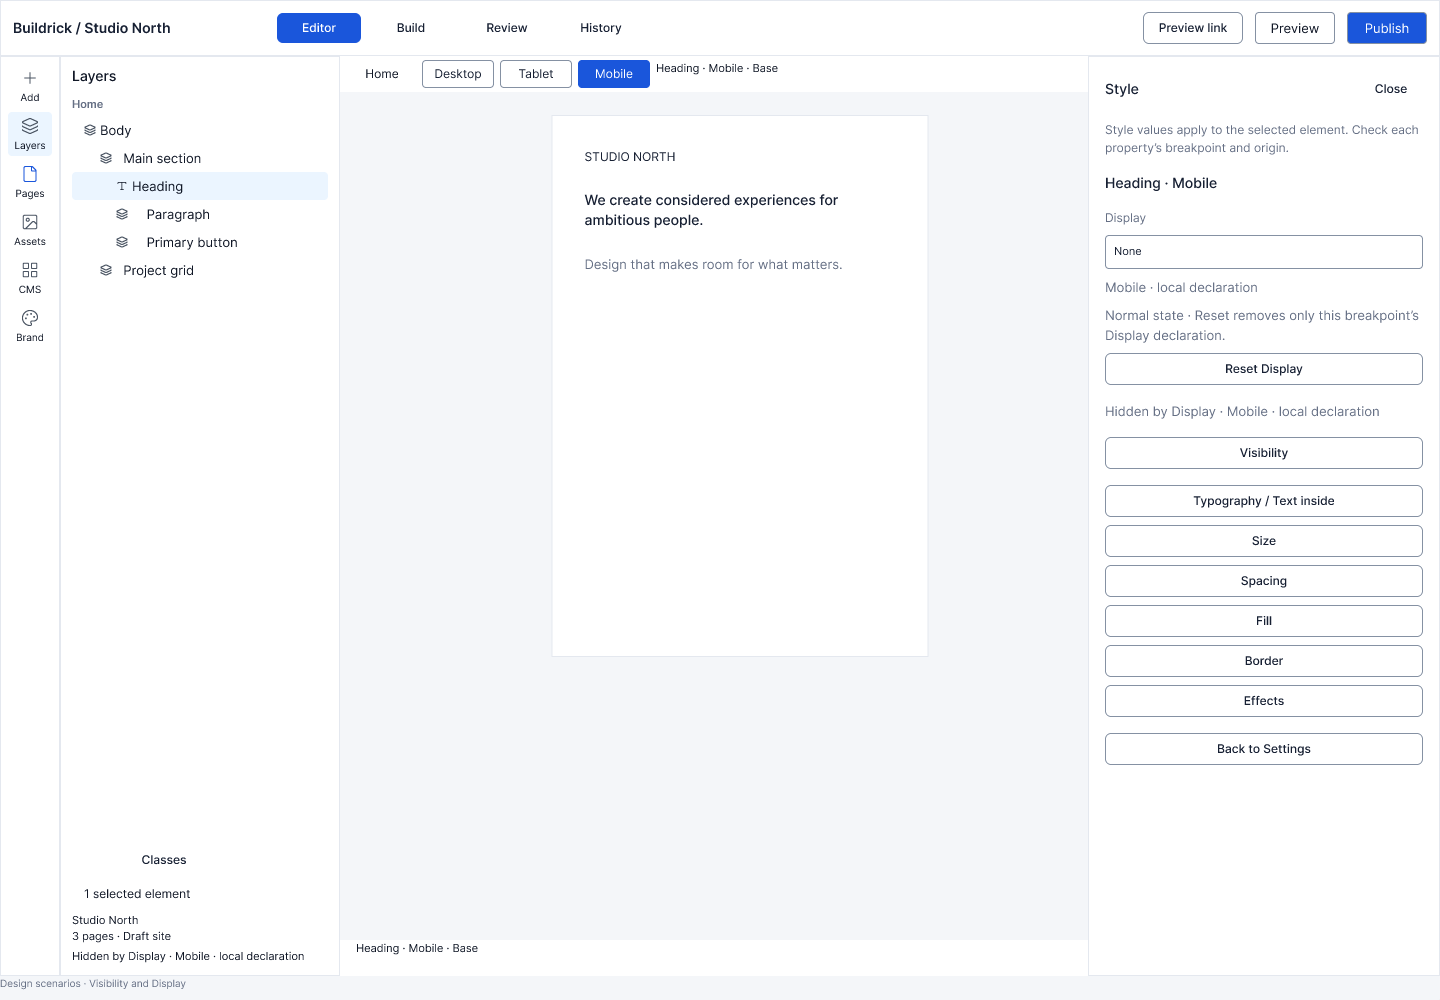 Buildrick / Studio North
Editor
Build
Review
History
Preview link
Preview
Publish
Add
Layers
Pages
Assets
CMS
Brand
Layers
Home
Body
Main section
Heading
Paragraph
Primary button
Project grid
Classes
1 selected element
Studio North
3 pages · Draft site
Hidden by Display · Mobile · local declaration
Home
Desktop
Tablet
Mobile
Heading · Mobile · Base
STUDIO NORTH
We create considered experiences for
ambitious people.
Design that makes room for what matters.
Heading · Mobile · Base
Style
Close
Style values apply to the selected element. Check each
property’s breakpoint and origin.
Heading · Mobile
Display
None
Mobile · local declaration
Normal state · Reset removes only this breakpoint’s
Display declaration.
Reset Display
Hidden by Display · Mobile · local declaration
Visibility
Typography / Text inside
Size
Spacing
Fill
Border
Effects
Back to Settings
Design scenarios · Visibility and Display